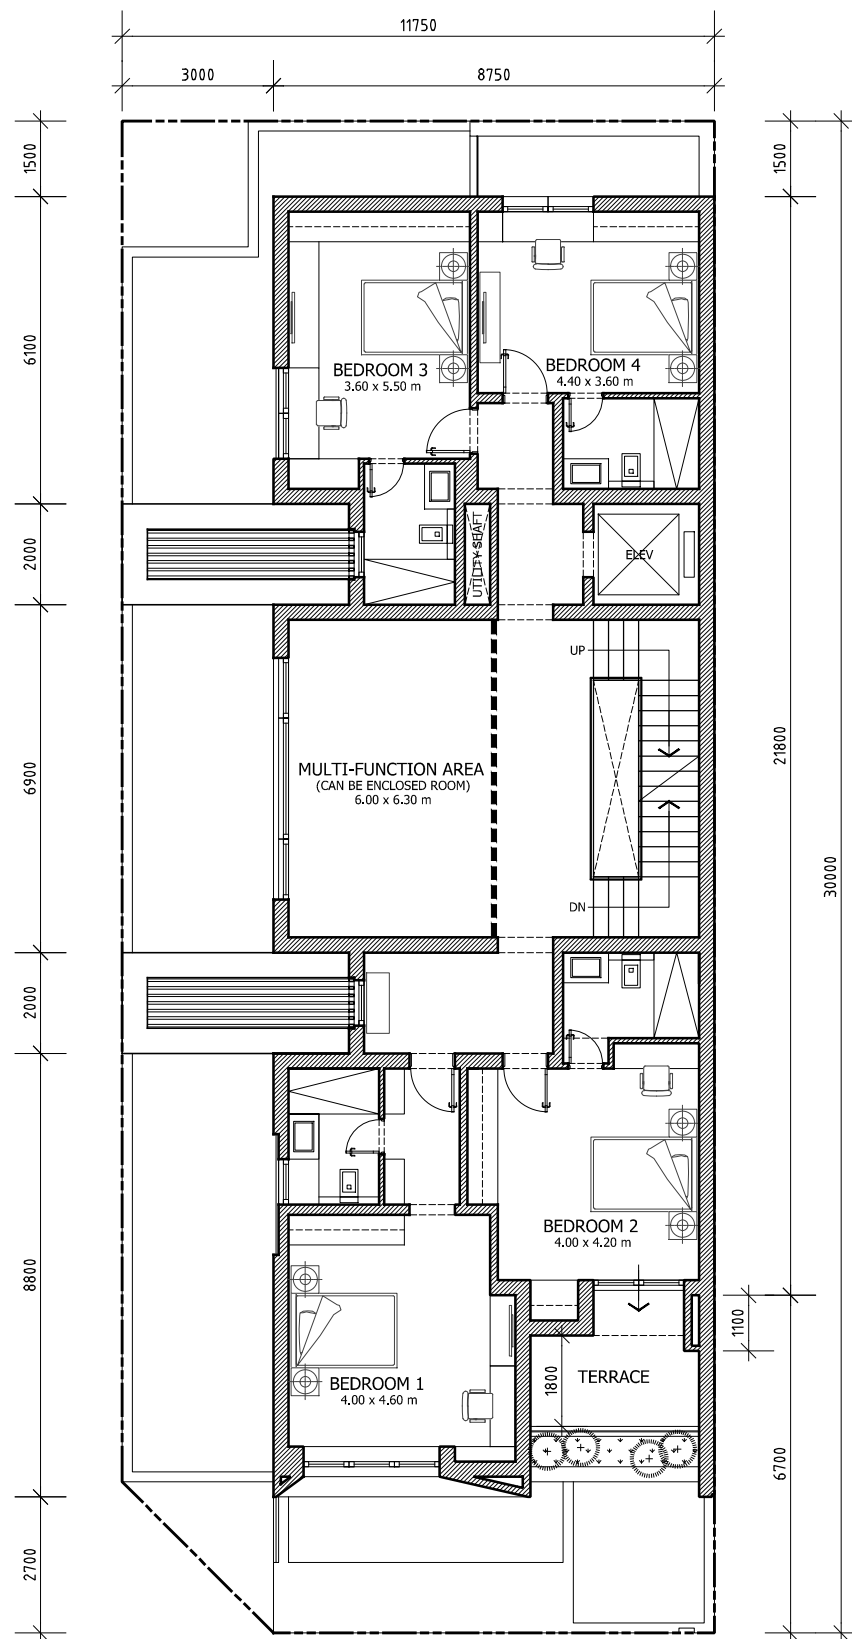 11750
3000
8750
1500
1500
6100
BEDROOM 3
3.60 x 5.50 m
BEDROOM 4
4.40 x 3.60 m
2000
UTILITY SHAFT
ELEV
UP
21800
6900
MULTI-FUNCTION AREA
(CAN BE ENCLOSED ROOM)
6.00 x 6.30 m
30000
DN
2000
BEDROOM 2
4.00 x 4.20 m
8800
1100
BEDROOM 1
4.00 x 4.60 m
1800
TERRACE
6700
2700